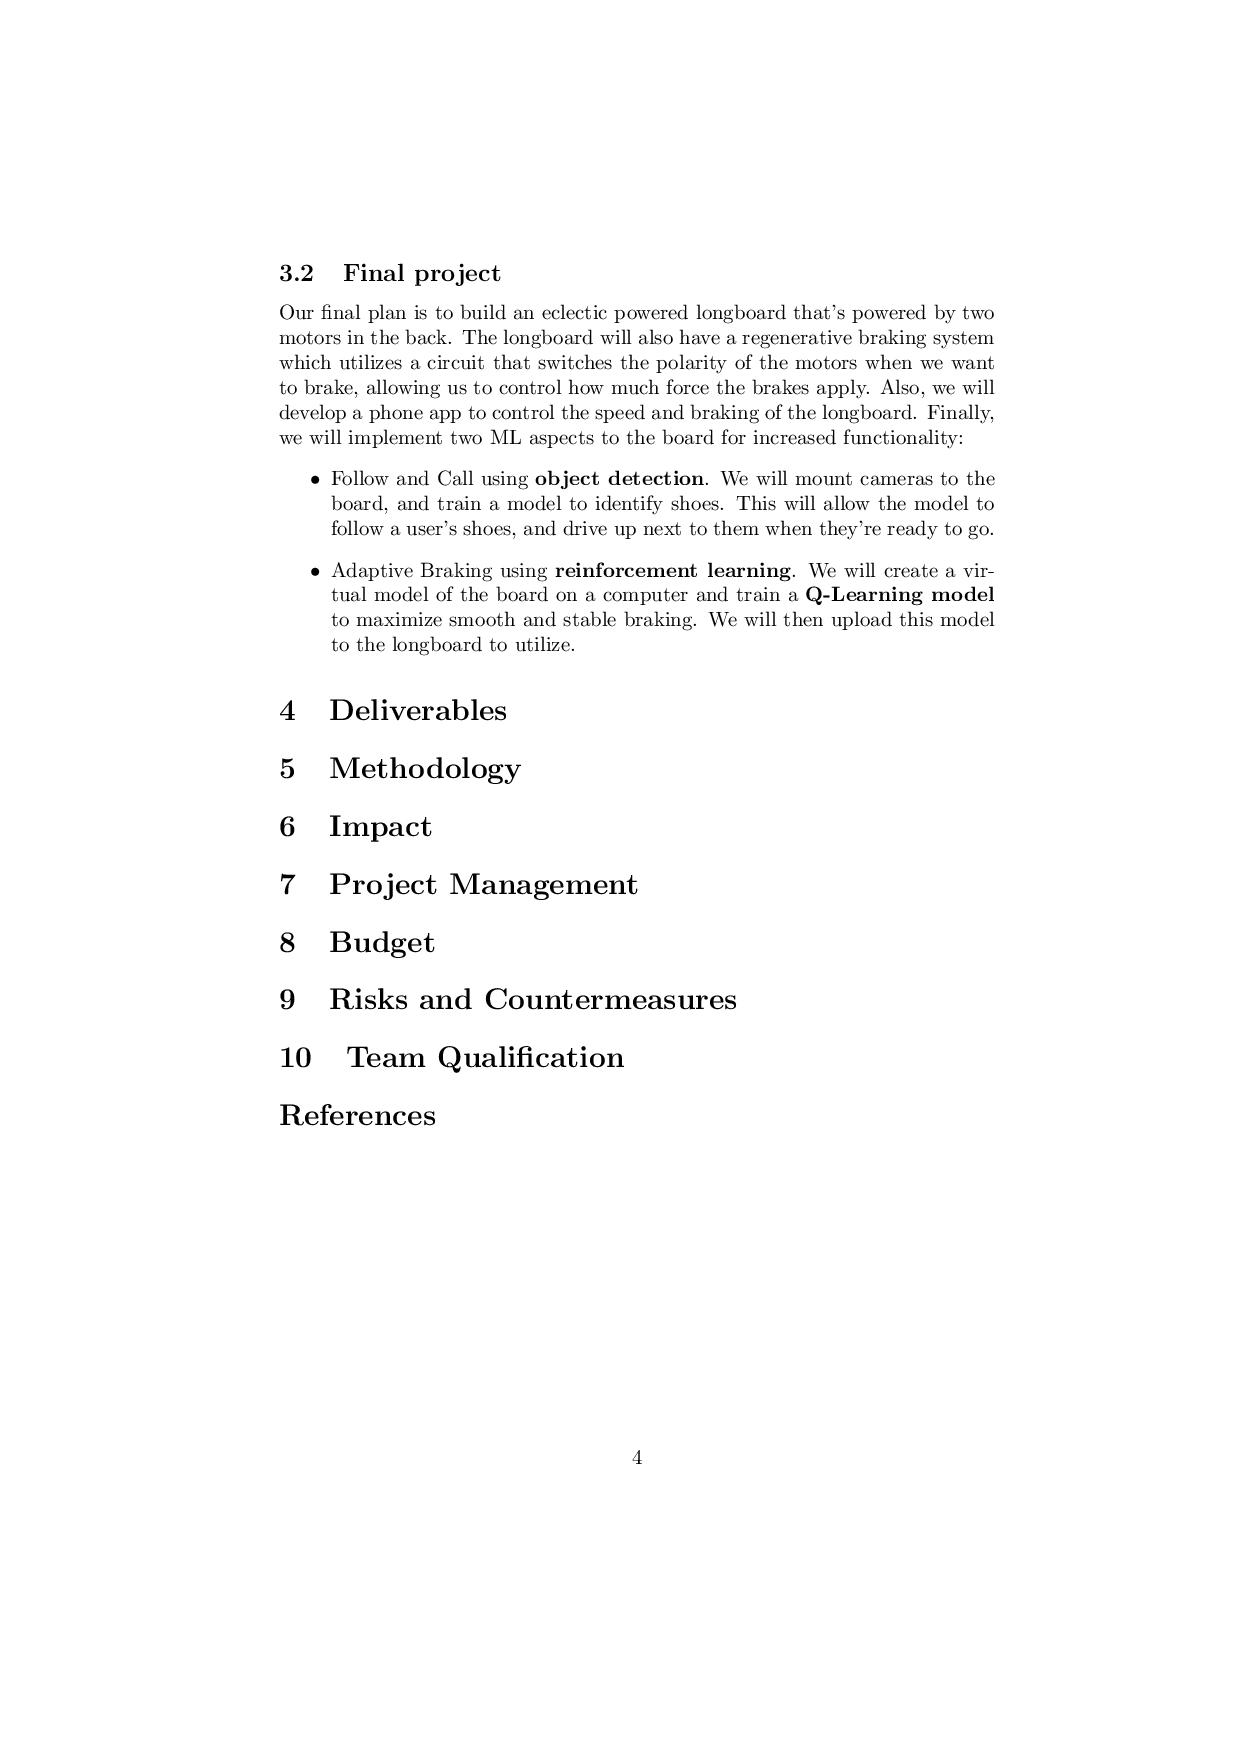 3.2 Final project
Our final plan is to build an eclectic powered longboard that's powered by two
motors in the back. The longboard will also have a regenerative braking system
which utilizes a circuit that switches the polarity of the motors when we want
to brake, allowing us to control how much force the brakes apply. Also, we will
develop a phone app to control the speed and braking of the longboard. Finally,
we will implement two ML aspects to the board for increased functionality:
• Follow and Call using object detection. We will mount cameras to the
board, and train a model to identify shoes. This will allow the model to
follow a user's shoes, and drive up next to them when they're ready to go.
• Adaptive Braking using reinforcement learning. We will create a vir-
tual model of the board on a computer and train a Q-Learning model
to maximize smooth and stable braking. We will then upload this model
to the longboard to utilize.
4 Deliverables
5 Methodology
6 Impact
7 Project Management
8 Budget
9 Risks and Countermeasures
10 Team Qualification
References
4